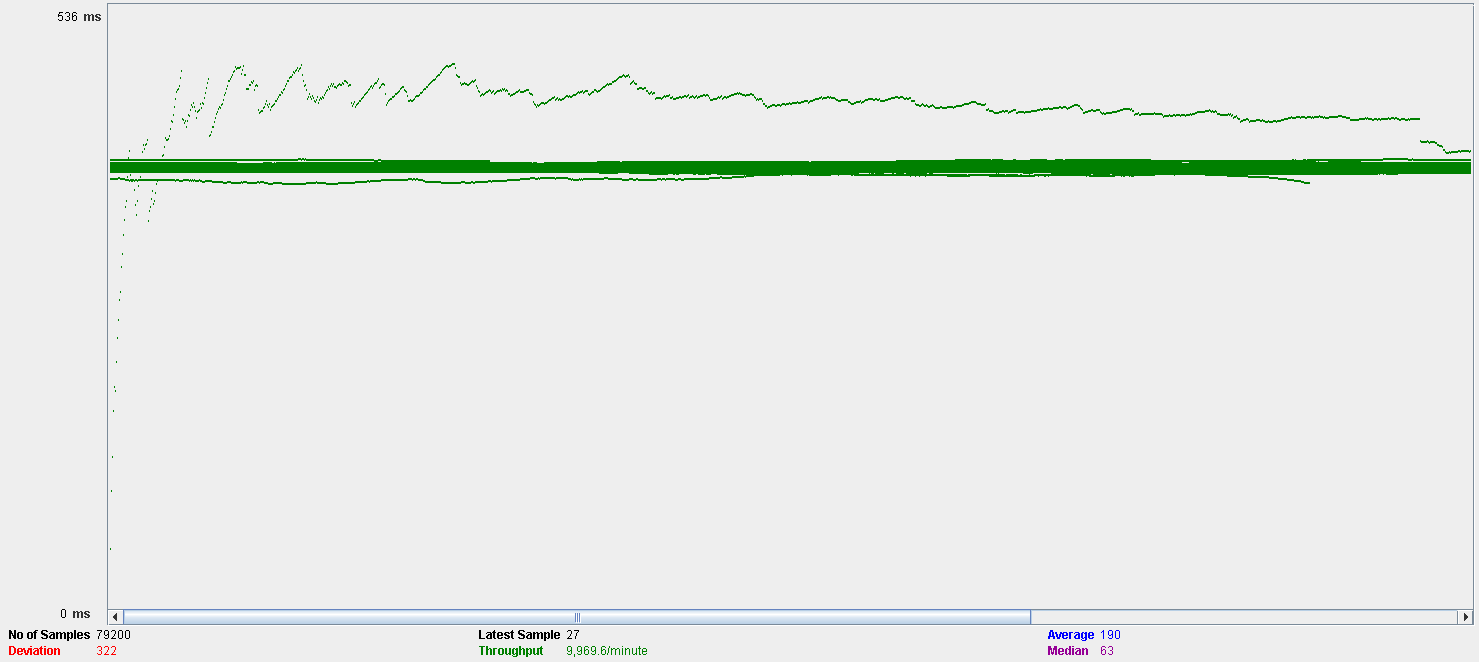 536 ms
0 ms
No of Samples 79200 Latest Sample 27 Average 190
Deviation 322 Throughput 9,969.6/minute Median 63